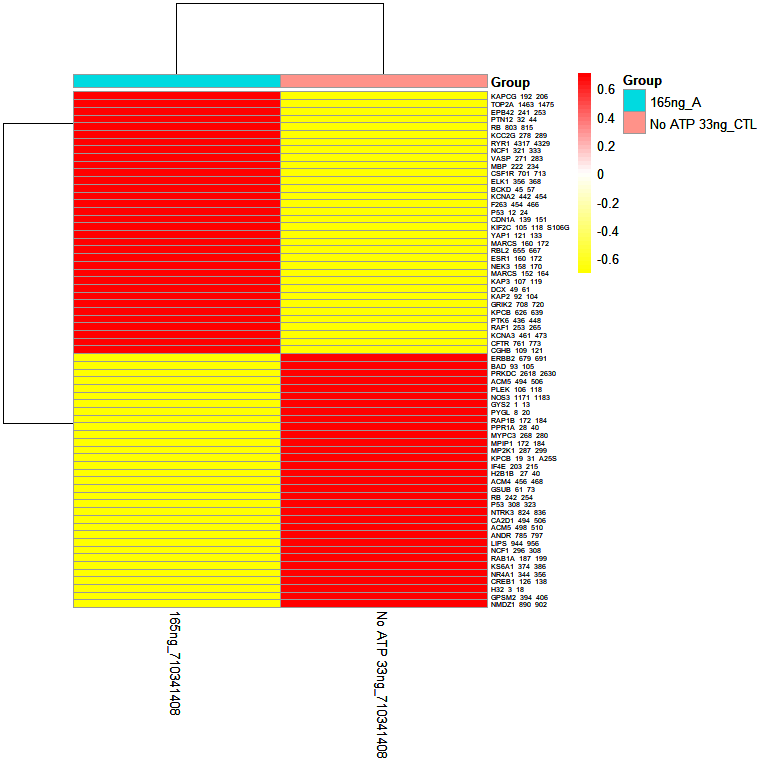 Group
KAPCG 192 206
TOP2A 1463 1475
EPB42 241 253
PTN12 32 44
RB 803 815
KCC2G 278 289
RYR1 4317 4329
NCF1 321 333
VASP 271 283
MBP 222 234
CSF1R 701 713
ELK1 356 368
BCKD 45 57
KCNA2 442 454
F263 454 466
P53 12 24
CDN1A 139 151
KIF2C 105 118 S106G
YAP1 121 133
MARCS 160 172
RBL2 655 667
ESR1 160 172
NEK3 158 170
MARCS 152 164
KAP3 107 119
DCX 49 61
KAP2 92 104
GRIK2 708 720
KPCB 626 639
PTK6 436 448
RAF1 253 265
KCNA3 461 473
CFTR 761 773
CGHB 109 121
ERBB2 679 691
BAD 93 105
PRKDC 2618 2630
ACM5 494 506
PLEK 106 118
NOS3 1171 1183
GYS2 1 13
PYGL 8 20
RAP1B 172 184
PPR1A 28 40
MYPC3 268 280
MPIP1 172 184
MP2K1 287 299
KPCB 19 31 A25S
IF4E 203 215
H2B1B 27 40
ACM4 456 468
GSUB 61 73
RB 242 254
P53 308 323
NTRK3 824 836
CA2D1 494 506
ACM5 498 510
ANDR 785 797
LIPS 944 956
NCF1 296 308
RAB1A 187 199
KS6A1 374 386
NR4A1 344 356
CREB1 126 138
H32 3 18
GPSM2 394 406
NMDZ1 890 902
165ng_710341408
No ATP 33ng_710341408
0.6
0.4
0.2
0
-0.2
-0.4
-0.6
Group
165ng_A
No ATP 33ng_CTL